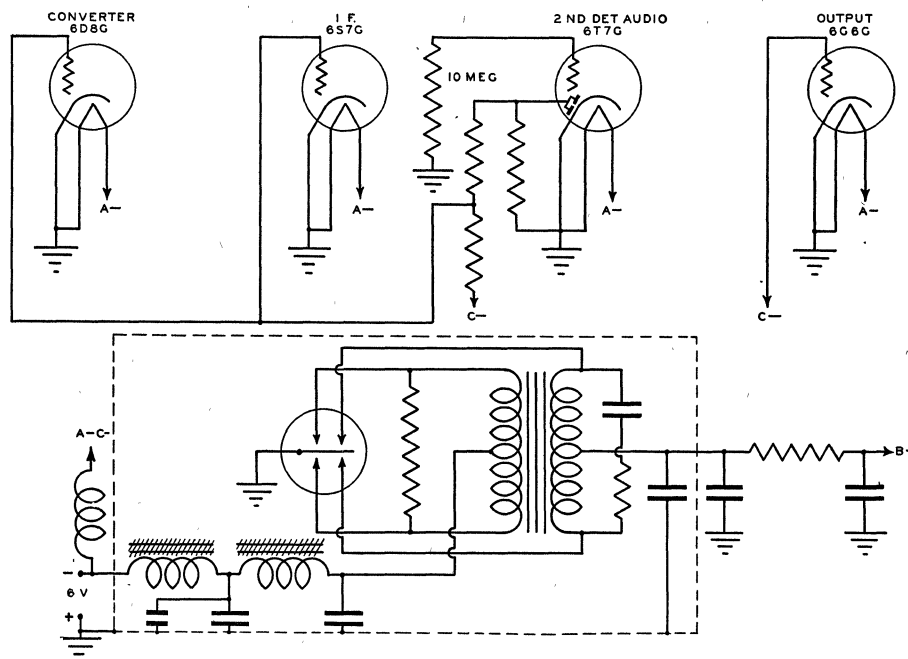 CONVERTER
6D8G
I F.
6S7G
2 ND DET AUDIO
6T7G
OUTPUT
6G6G
10 MEG
A-
A-
A-
A-
C-
C-
A-C-
B-
-
6 V
+